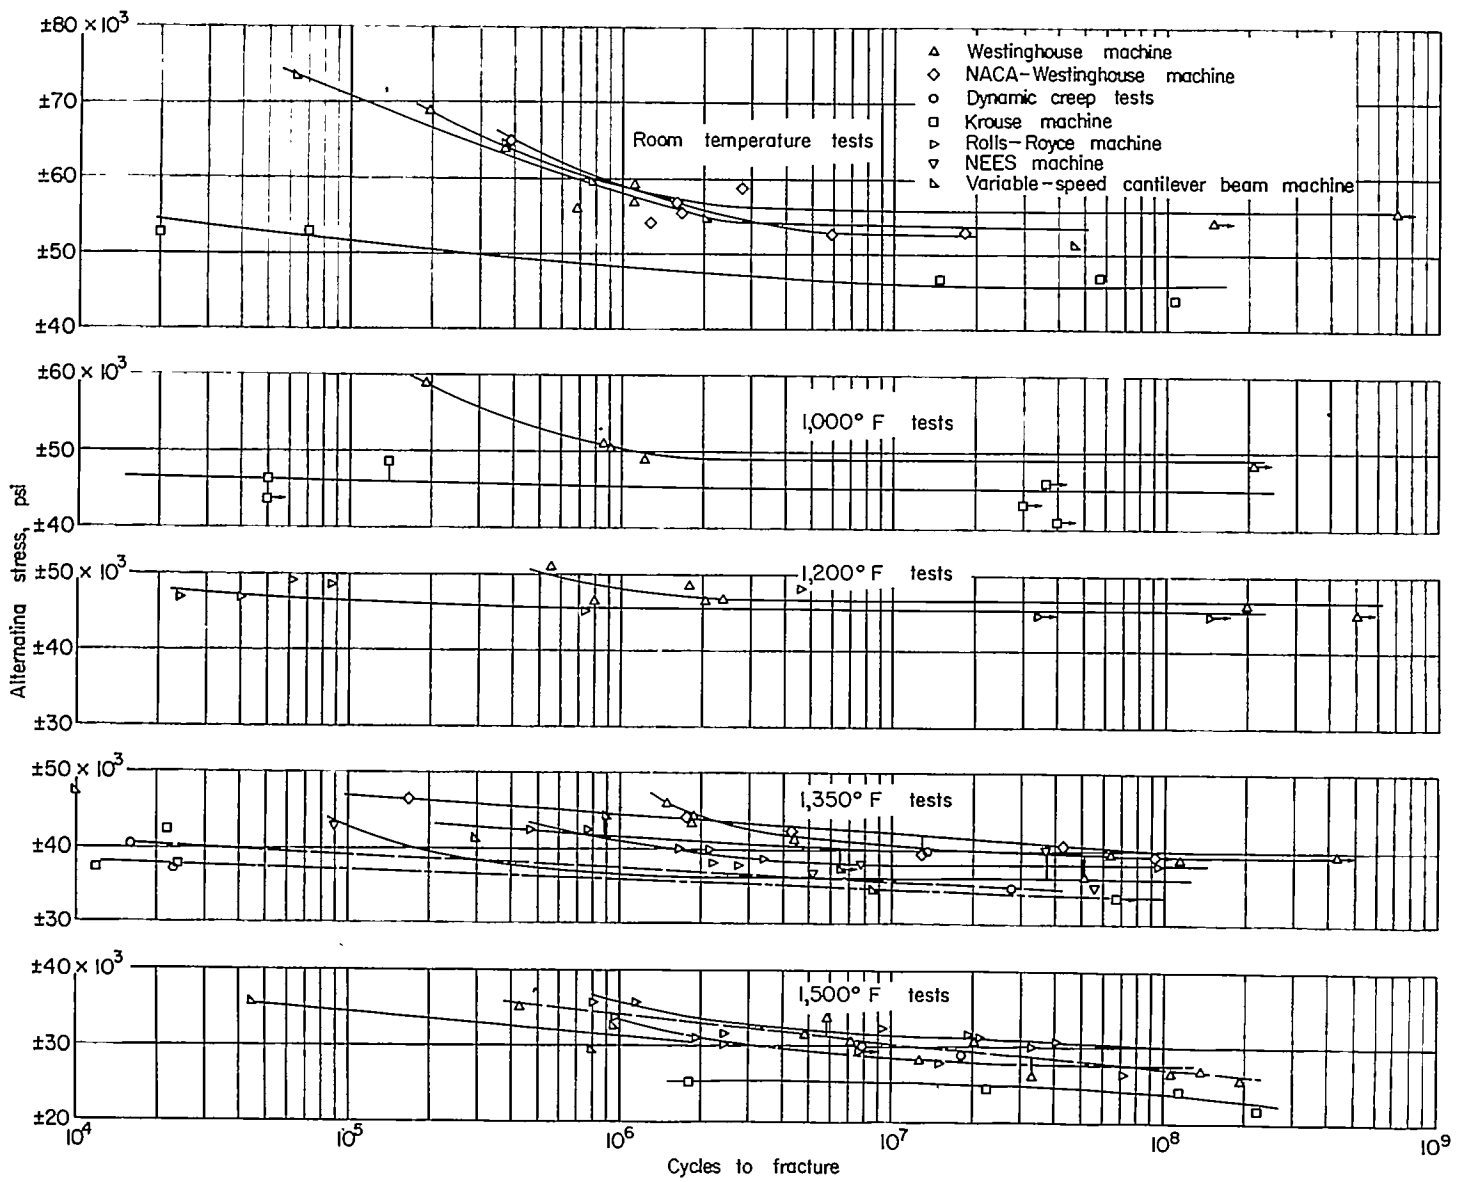 ±80 × 10³
±70
±60
±50
±40
Room temperature tests
Westinghouse machine
NACA-Westinghouse machine
Dynamic creep tests
Krouse machine
Rolls-Royce machine
NEES machine
Variable-speed cantilever beam machine
±60 × 10³
±50
±40
1,000° F tests
Alternating stress, psi
±50 × 10³
±40
±30
1,200° F tests
±50 × 10³
±40
±30
1,350° F tests
±40 × 10³
±30
±20
1,500° F tests
10⁴ 10⁵ 10⁶ 10⁷ 10⁸ 10⁹
Cycles to fracture